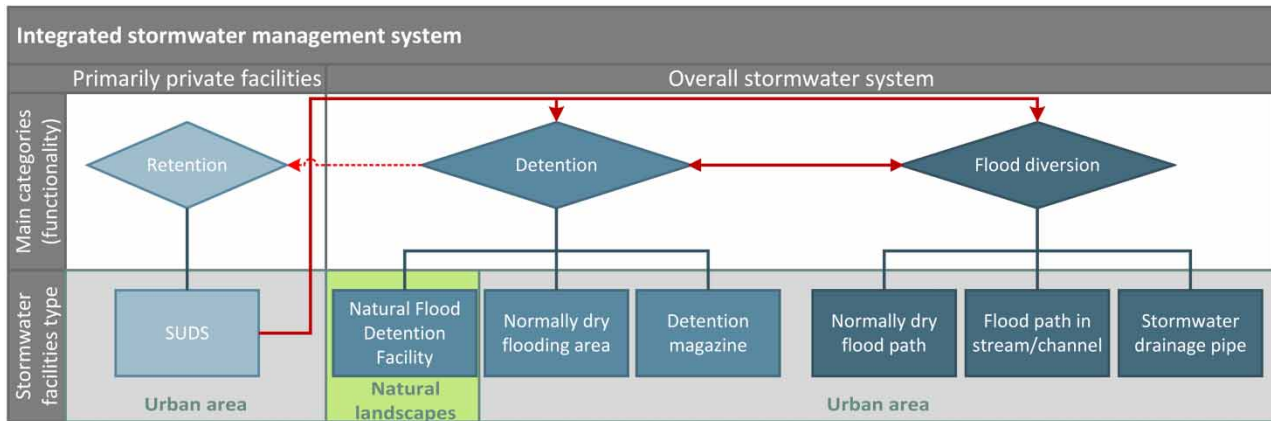 Integrated stormwater management system
Primarily private facilities
Overall stormwater system
Main categories
(functionality)
Retention
Detention
Flood diversion
Stormwater
facilities type
SUDS
Natural Flood
Detention
Facility
Normally dry
flooding area
Detention
magazine
Normally dry
flood path
Flood path in
stream/channel
Stormwater
drainage pipe
Urban area
Natural
landscapes
Urban area